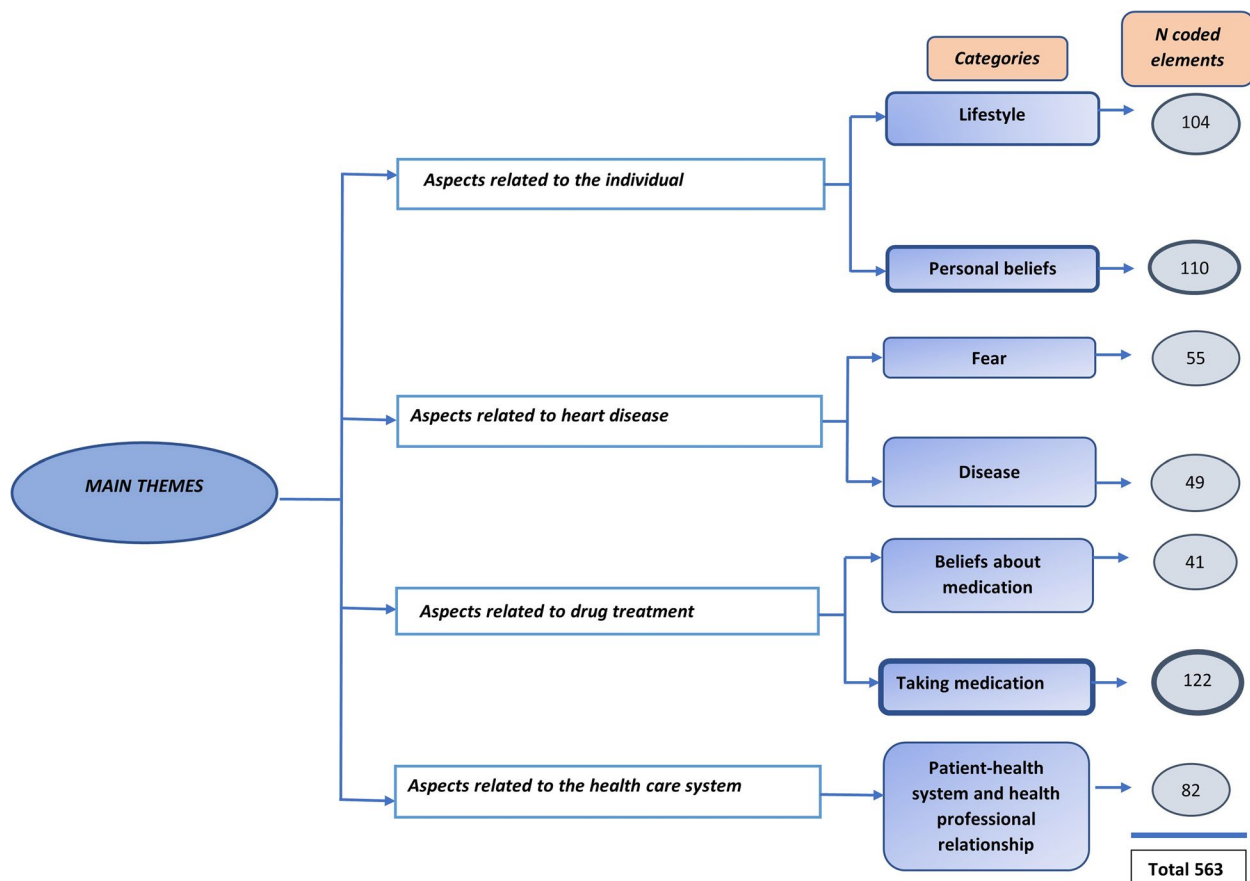 N coded
elements
Categories
Lifestyle
104
Aspects related to the individual
Personal beliefs
110
Fear
55
Aspects related to heart disease
Disease
49
MAIN THEMES
Beliefs about
medication
41
Aspects related to drug treatment
Taking medication
122
Aspects related to the health care system
Patient-health
system and health
professional
relationship
82
Total 563